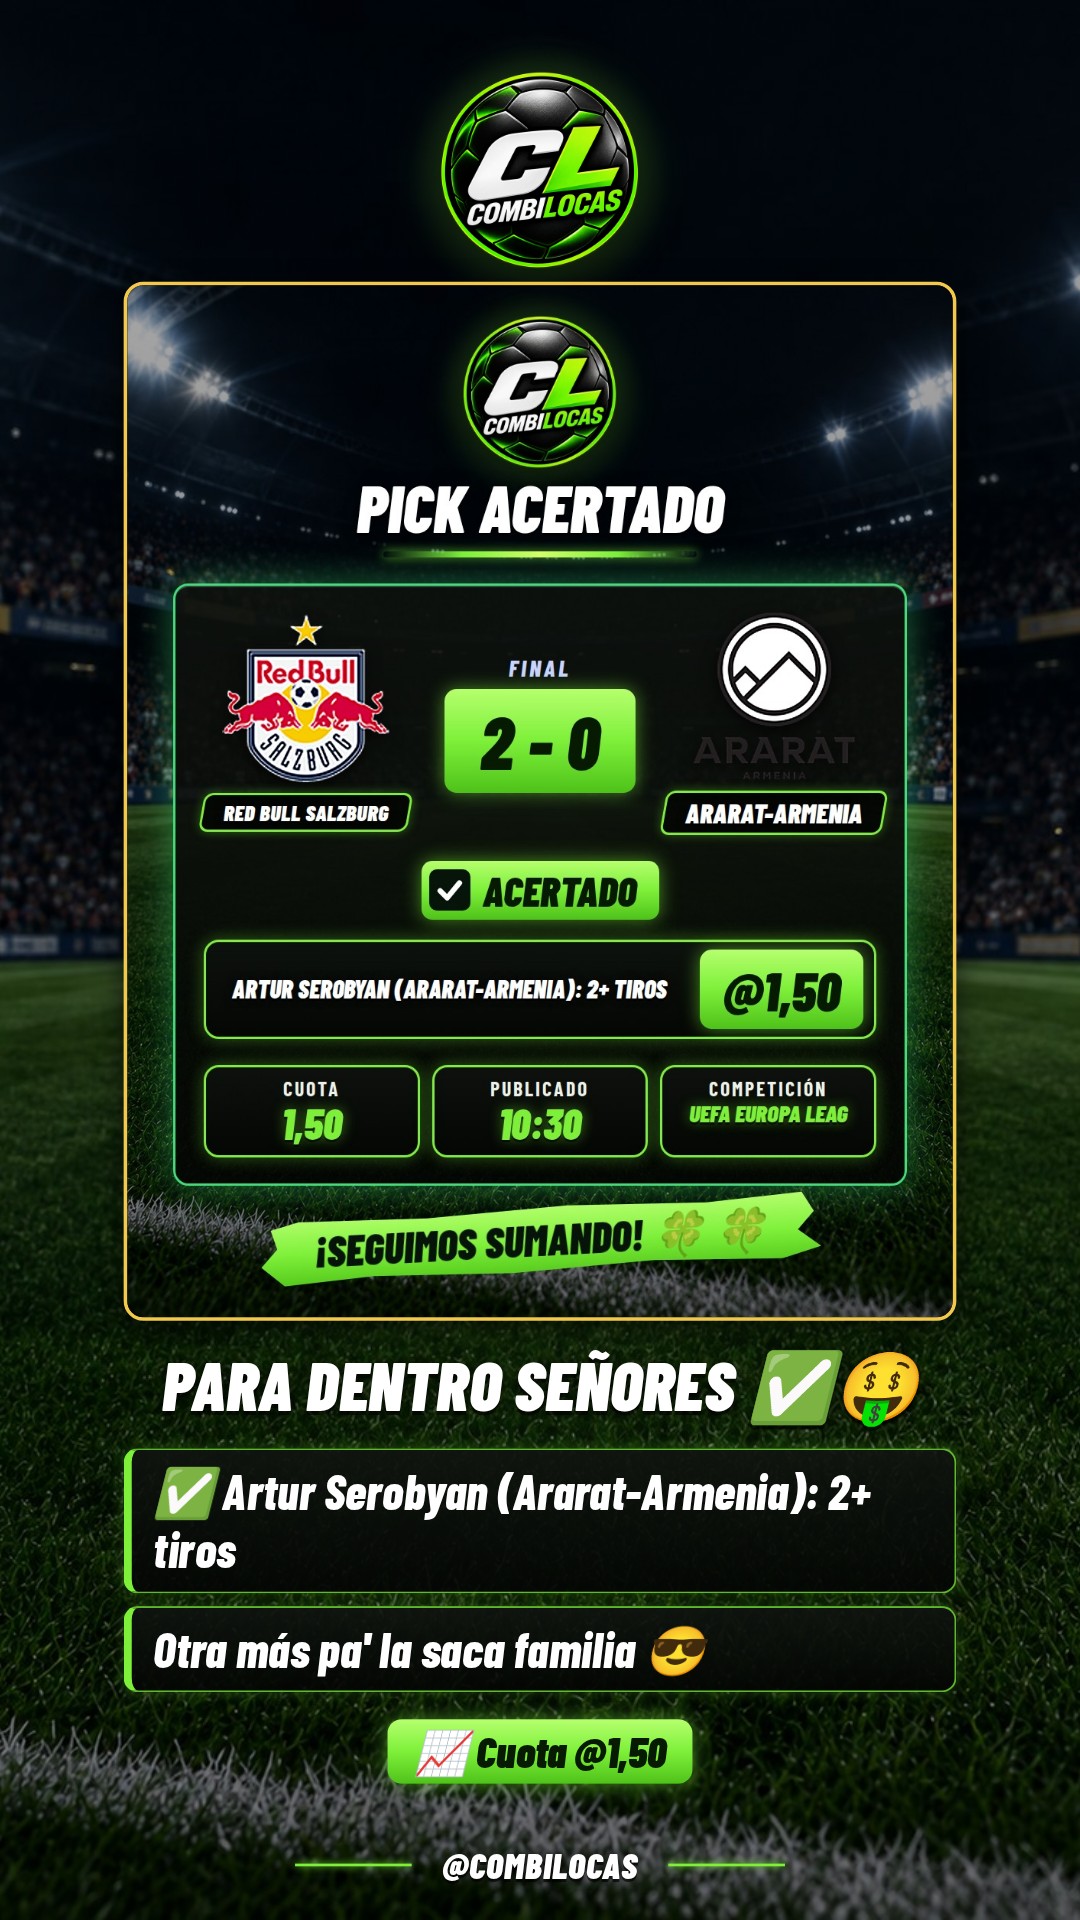 CL
COMBILOCAS
CL
COMBILOCAS
PICK ACERTADO
RedBull
SALZBURG
FINAL
2 - 0
ARARAT
ARMENIA
RED BULL SALZBURG
ARARAT-ARMENIA
✅ ACERTADO
ARTUR SEROBYAN (ARARAT-ARMENIA): 2+ TIROS
@1,50
CUOTA
1,50
PUBLICADO
10:30
COMPETICIÓN
UEFA EUROPA LEAG
¡SEGUIMOS SUMANDO! 🍀 🍀
PARA DENTRO SEÑORES ✅🤑
✅ Artur Serobyan (Ararat-Armenia): 2+
tiros
Otra más pa' la saca familia 😎
📈 Cuota @1,50
@COMBILOCAS